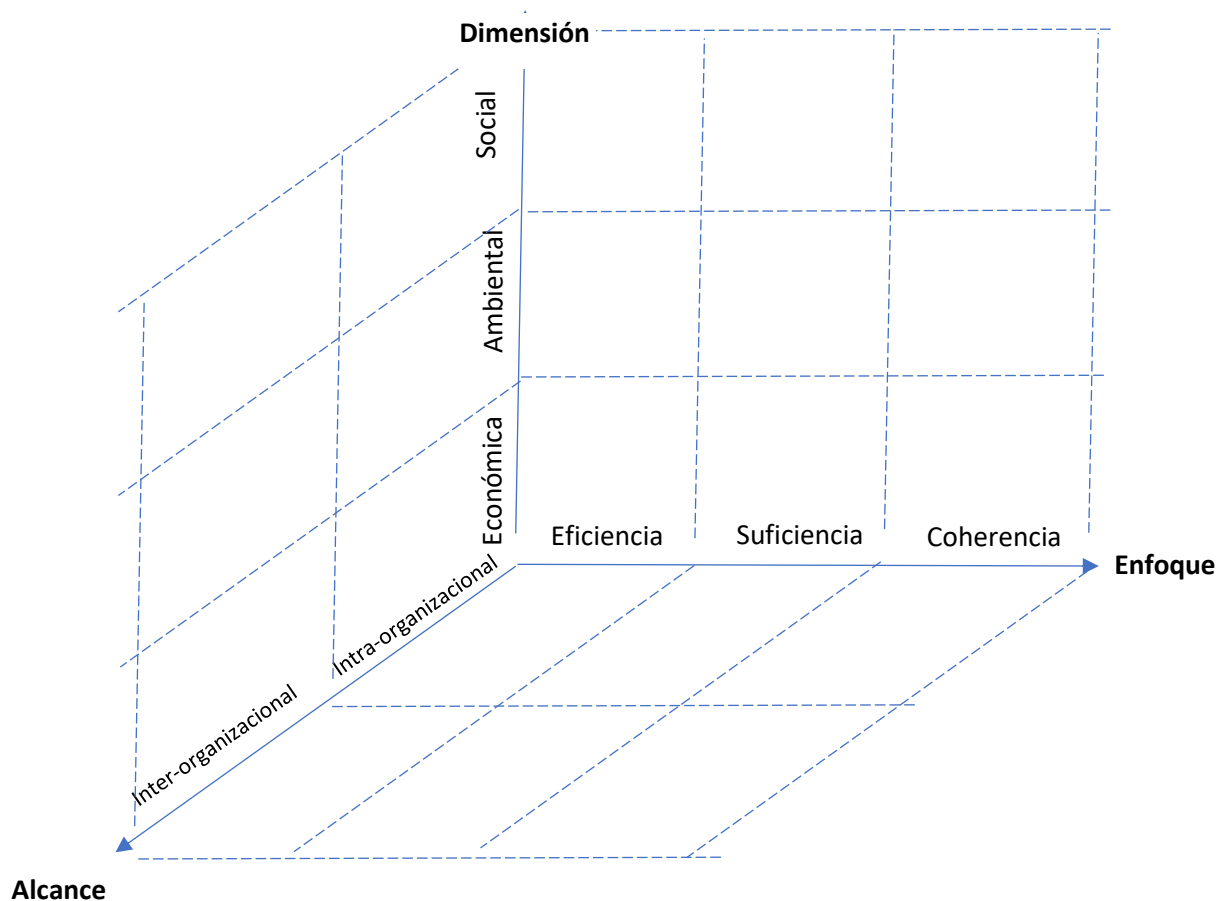 Dimensión
Social
Ambiental
Económica
Eficiencia
Suficiencia
Coherencia
Enfoque
Intra-organizacional
Inter-organizacional
Alcance